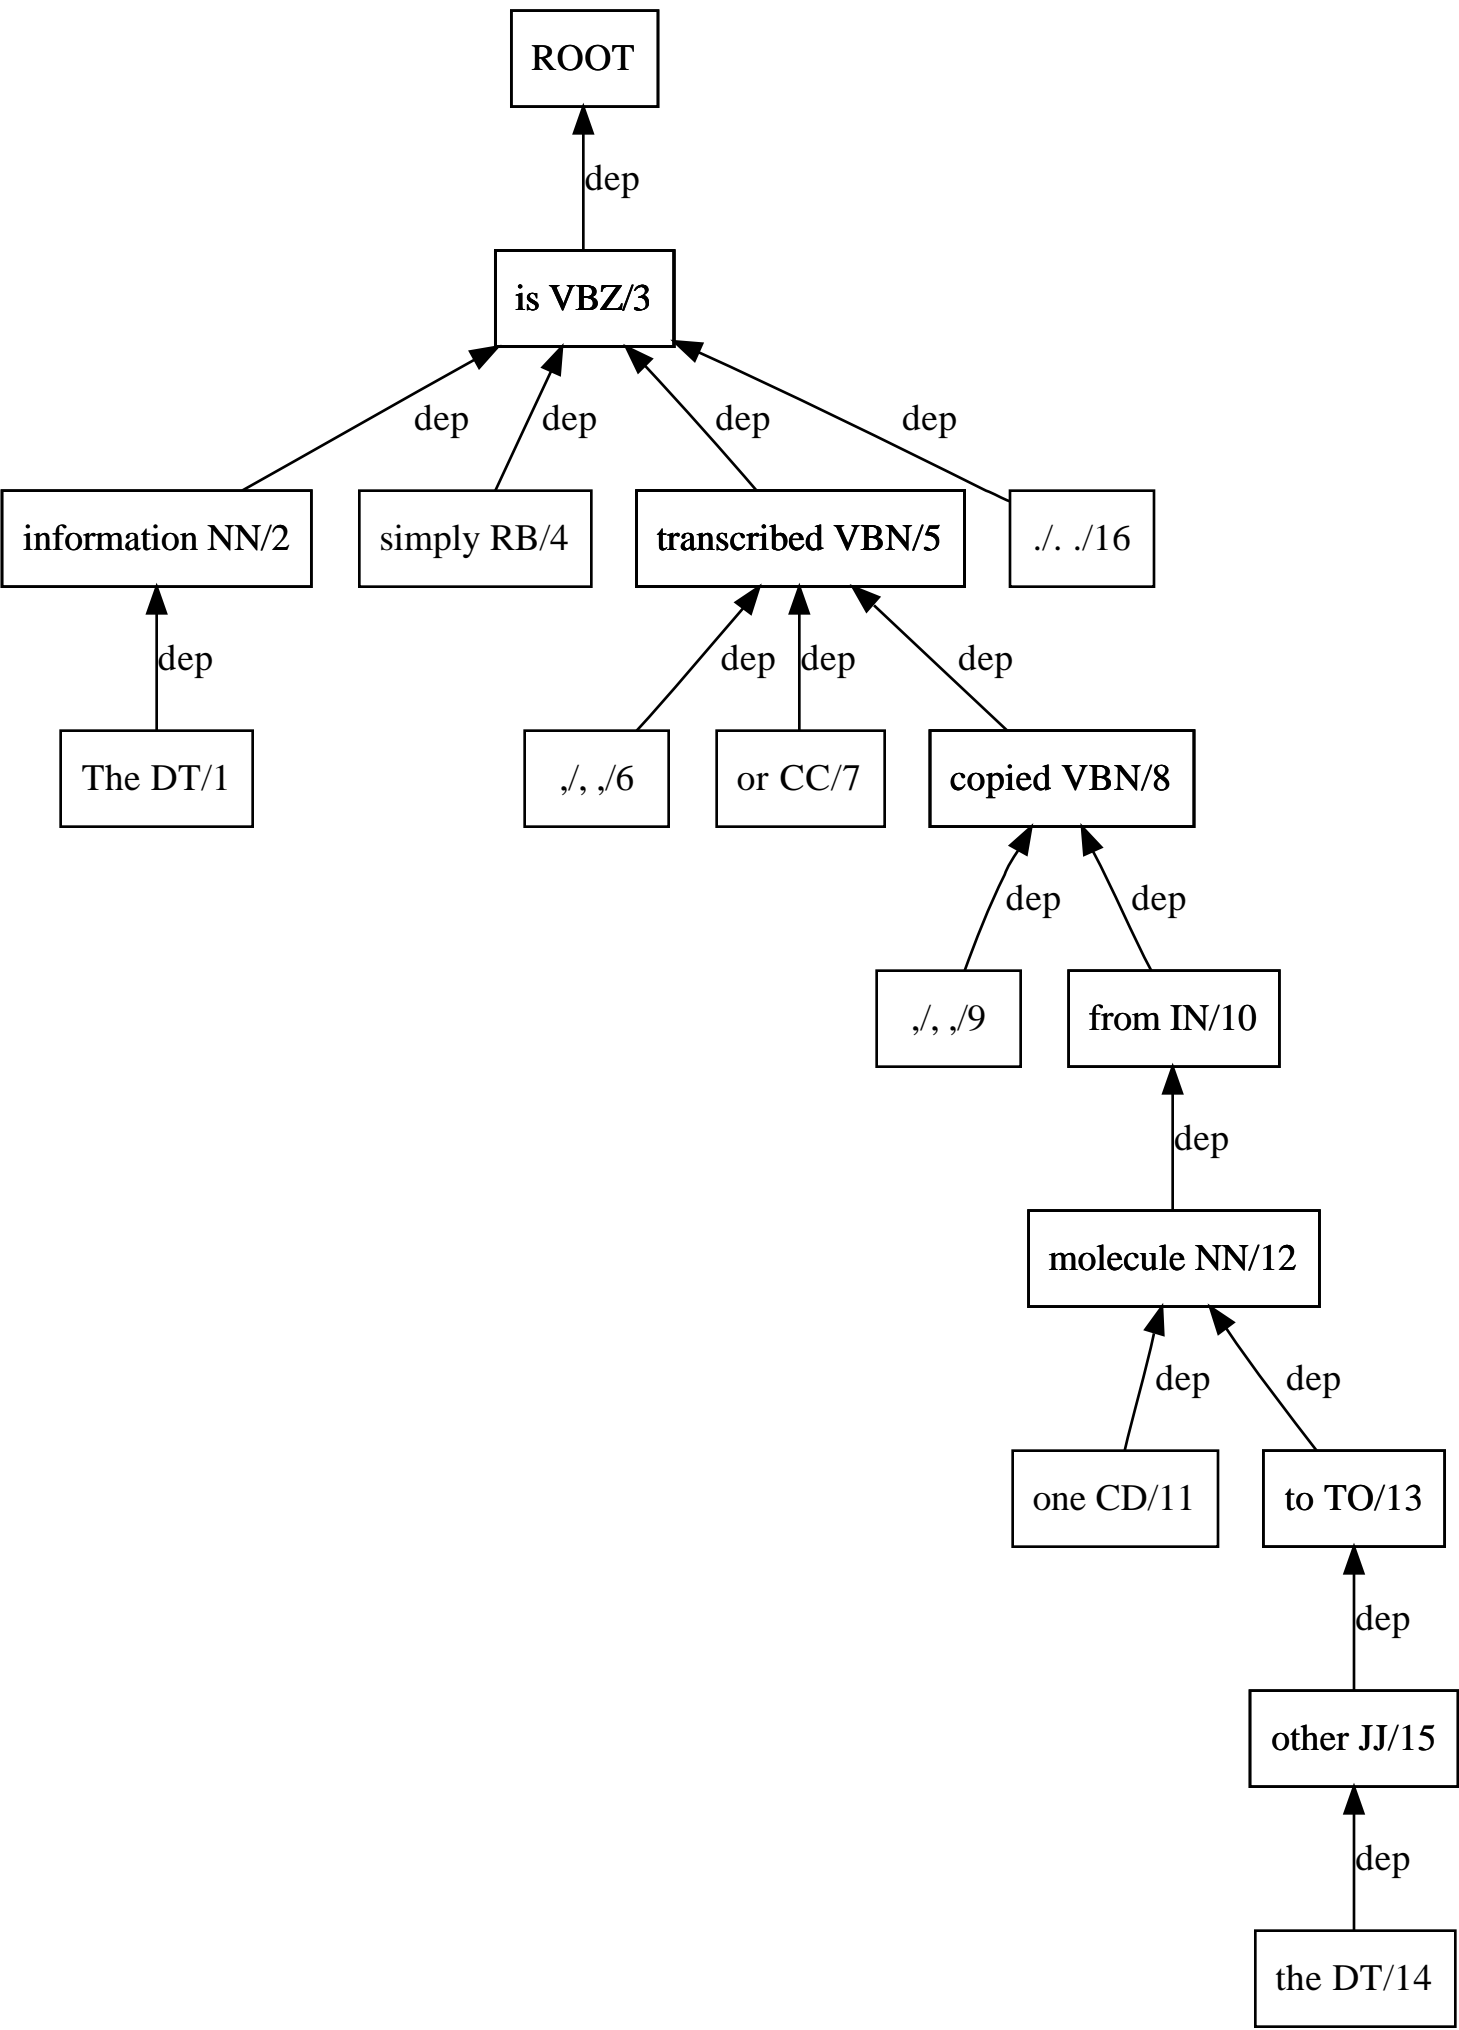 ROOT
dep
is VBZ/3
dep dep dep dep
information NN/2 simply RB/4 transcribed VBN/5 ./. ./16
dep dep dep dep
The DT/1 ,/, ,/6 or CC/7 copied VBN/8
dep dep
,/, ,/9 from IN/10
dep
molecule NN/12
dep dep
one CD/11 to TO/13
dep
other JJ/15
dep
the DT/14